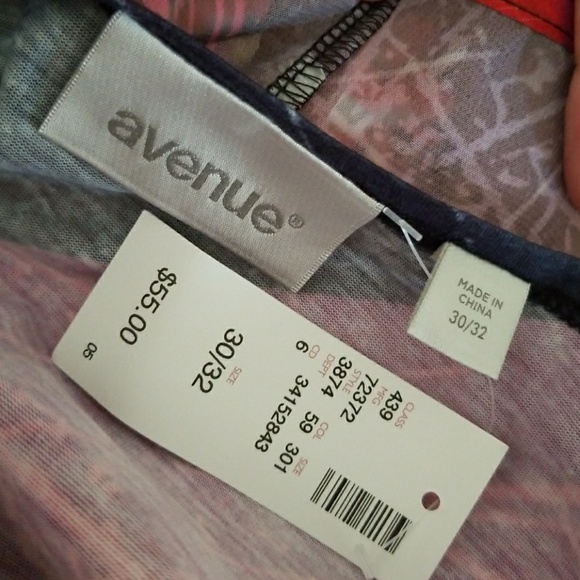 avenue®
MADE IN
CHINA
30/32
CLASS
439
MFG
72372
STYLE
3874
DEPT
CD
6
COL SIZE
59 301
34152843
SIZE
30/32
$55.00
05